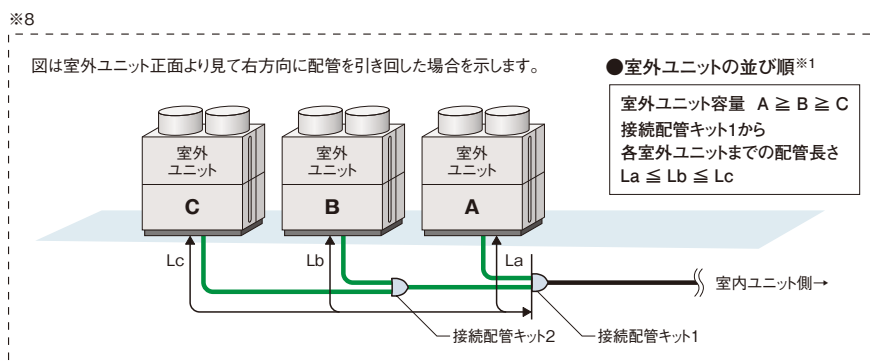 ※8
図は室外ユニット正面より見て右方向に配管を引き回した場合を示します。
●室外ユニットの並び順※1
室外ユニット容量 A ≧ B ≧ C
接続配管キット1から
各室外ユニットまでの配管長さ
La ≦ Lb ≦ Lc
室外
ユニット
C
室外
ユニット
B
室外
ユニット
A
Lc
Lb
La
室内ユニット側→
接続配管キット2
接続配管キット1